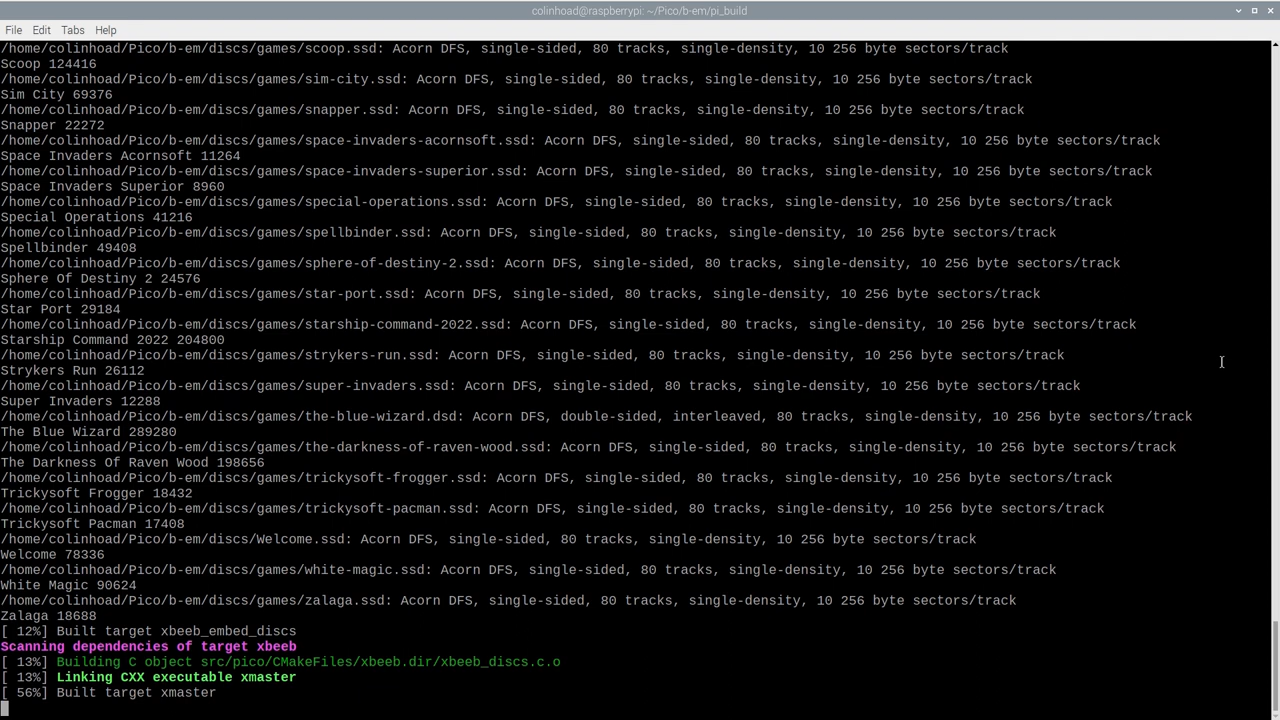 colinhoad@raspberrypi: ~/Pico/b-em/pi_build
File Edit Tabs Help
/home/colinhoad/Pico/b-em/discs/games/scoop.ssd: Acorn DFS, single-sided, 80 tracks, single-density, 10 256 byte sectors/track
Scoop 124416
/home/colinhoad/Pico/b-em/discs/games/sim-city.ssd: Acorn DFS, single-sided, 80 tracks, single-density, 10 256 byte sectors/track
Sim City 69376
/home/colinhoad/Pico/b-em/discs/games/snapper.ssd: Acorn DFS, single-sided, 80 tracks, single-density, 10 256 byte sectors/track
Snapper 22272
/home/colinhoad/Pico/b-em/discs/games/space-invaders-acornsoft.ssd: Acorn DFS, single-sided, 80 tracks, single-density, 10 256 byte sectors/track
Space Invaders Acornsoft 11264
/home/colinhoad/Pico/b-em/discs/games/space-invaders-superior.ssd: Acorn DFS, single-sided, 80 tracks, single-density, 10 256 byte sectors/track
Space Invaders Superior 8960
/home/colinhoad/Pico/b-em/discs/games/special-operations.ssd: Acorn DFS, single-sided, 80 tracks, single-density, 10 256 byte sectors/track
Special Operations 41216
/home/colinhoad/Pico/b-em/discs/games/spellbinder.ssd: Acorn DFS, single-sided, 80 tracks, single-density, 10 256 byte sectors/track
Spellbinder 49408
/home/colinhoad/Pico/b-em/discs/games/sphere-of-destiny-2.ssd: Acorn DFS, single-sided, 80 tracks, single-density, 10 256 byte sectors/track
Sphere Of Destiny 2 24576
/home/colinhoad/Pico/b-em/discs/games/star-port.ssd: Acorn DFS, single-sided, 80 tracks, single-density, 10 256 byte sectors/track
Star Port 29184
/home/colinhoad/Pico/b-em/discs/games/starship-command-2022.ssd: Acorn DFS, single-sided, 80 tracks, single-density, 10 256 byte sectors/track
Starship Command 2022 204800
/home/colinhoad/Pico/b-em/discs/games/strykers-run.ssd: Acorn DFS, single-sided, 80 tracks, single-density, 10 256 byte sectors/track
Strykers Run 26112
/home/colinhoad/Pico/b-em/discs/games/super-invaders.ssd: Acorn DFS, single-sided, 80 tracks, single-density, 10 256 byte sectors/track
Super Invaders 12288
/home/colinhoad/Pico/b-em/discs/games/the-blue-wizard.dsd: Acorn DFS, double-sided, interleaved, 80 tracks, single-density, 10 256 byte sectors/track
The Blue Wizard 289280
/home/colinhoad/Pico/b-em/discs/games/the-darkness-of-raven-wood.ssd: Acorn DFS, single-sided, 80 tracks, single-density, 10 256 byte sectors/track
The Darkness Of Raven Wood 198656
/home/colinhoad/Pico/b-em/discs/games/trickysoft-frogger.ssd: Acorn DFS, single-sided, 80 tracks, single-density, 10 256 byte sectors/track
Trickysoft Frogger 18432
/home/colinhoad/Pico/b-em/discs/games/trickysoft-pacman.ssd: Acorn DFS, single-sided, 80 tracks, single-density, 10 256 byte sectors/track
Trickysoft Pacman 17408
/home/colinhoad/Pico/b-em/discs/Welcome.ssd: Acorn DFS, single-sided, 80 tracks, single-density, 10 256 byte sectors/track
Welcome 78336
/home/colinhoad/Pico/b-em/discs/games/white-magic.ssd: Acorn DFS, single-sided, 80 tracks, single-density, 10 256 byte sectors/track
White Magic 90624
/home/colinhoad/Pico/b-em/discs/games/zalaga.ssd: Acorn DFS, single-sided, 80 tracks, single-density, 10 256 byte sectors/track
Zalaga 18688
[ 12%] Built target xbeeb_embed_discs
Scanning dependencies of target xbeeb
[ 13%] Building C object src/pico/CMakeFiles/xbeeb.dir/xbeeb_discs.c.o
[ 13%] Linking CXX executable xmaster
[ 56%] Built target xmaster